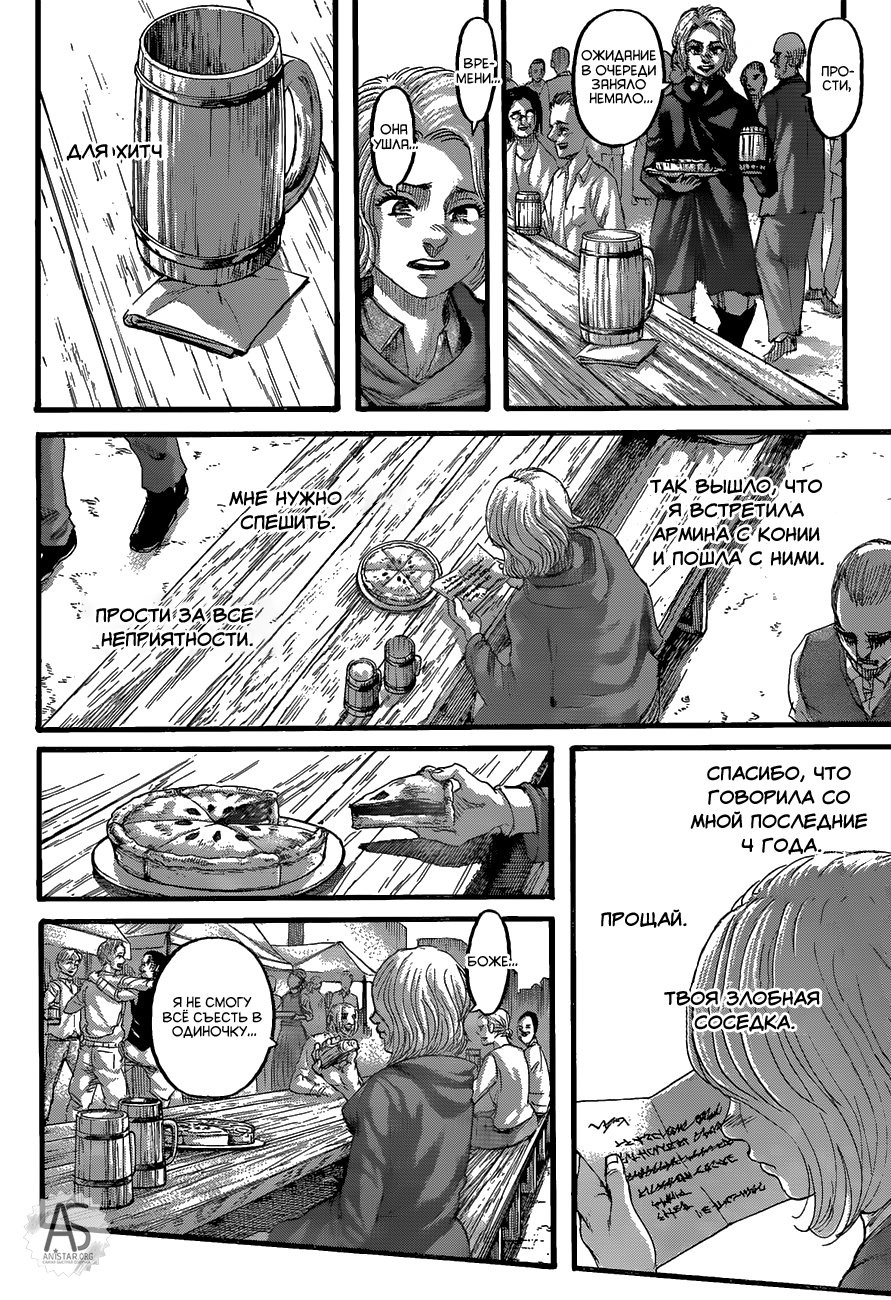 ПРО-
СТИ,
ОЖИДАНИЕ
В ОЧЕРЕДИ
ЗАНЯЛО
НЕМАЛО...
ВРЕ-
МЕНИ...
ОНА
УШЛА...
ДЛЯ ХИТЧ
ТАК ВЫШЛО, ЧТО
Я ВСТРЕТИЛА
АРМИНА С КОНИИ
И ПОШЛА С НИМИ.
МНЕ НУЖНО
СПЕШИТЬ.
ПРОСТИ ЗА ВСЕ
НЕПРИЯТНОСТИ.
СПАСИБО, ЧТО
ГОВОРИЛА СО
МНОЙ ПОСЛЕДНИЕ
4 ГОДА.
ПРОЩАЙ.
ТВОЯ ЗЛОБНАЯ
СОСЕДКА.
БОЖЕ...
Я НЕ СМОГУ
ВСЁ СЪЕСТЬ В
ОДИНОЧКУ...
AS
ANISTAR.ORG